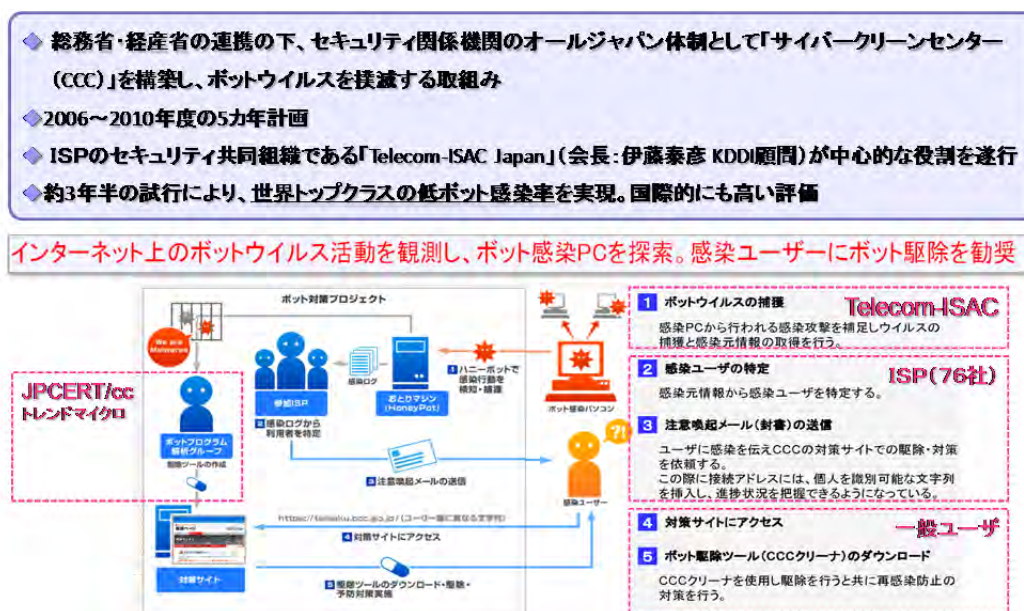 総務省・経産省の連携の下、セキュリティ関係機関のオールジャパン体制として「サイバークリーンセンター
（CCC）」を構築し、ボットウイルスを撲滅する取組み
2006～2010年度の5カ年計画
ISPのセキュリティ共同組織である「Telecom-ISAC Japan」（会長：伊藤泰彦 KDDI顧問）が中心的な役割を遂行
約3年半の試行により、世界トップクラスの低ボット感染率を実現。国際的にも高い評価
インターネット上のボットウイルス活動を観測し、ボット感染PCを探索。感染ユーザーにボット駆除を勧奨
ボット対策プロジェクト
We are
JPCERT/cc
トレンドマイクロ
ボットプログラム
解析グループ
駆除ツールの作成
対策サイト
参加ISP
感染ログ
おとりマシン
（HoneyPot）
1 ハニーポットで
感染行動を
検知・捕獲
ボット感染パソコン
2 感染ログから
利用者を特定
3 注意喚起メールの送信
感染ユーザー
?!
4 対策サイトにアクセス
5 駆除ツールのダウンロード・駆除・
予防対策実施
1 ボットウイルスの捕獲
Telecom-ISAC
感染PCから行われる感染攻撃を補足しウイルスの
捕獲と感染元情報の取得を行う。
2 感染ユーザの特定
ISP（76社）
感染元情報から感染ユーザを特定する。
3 注意喚起メール（封書）の送信
ユーザに感染を伝えCCCの対策サイトでの駆除・対策
を依頼する。
この際に接続アドレスには、個人を識別可能な文字列
を挿入し、進捗状況を把握できるようになっている。
4 対策サイトにアクセス
一般ユーザ
5 ボット駆除ツール（CCCクリーナ）のダウンロード
CCCクリーナを使用し駆除を行うと共に再感染防止の
対策を行う。